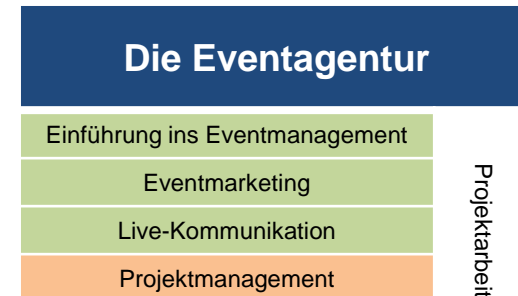 Die Eventagentur
Einführung ins Eventmanagement
Eventmarketing
Live-Kommunikation
Projektmanagement
Projektarbeit